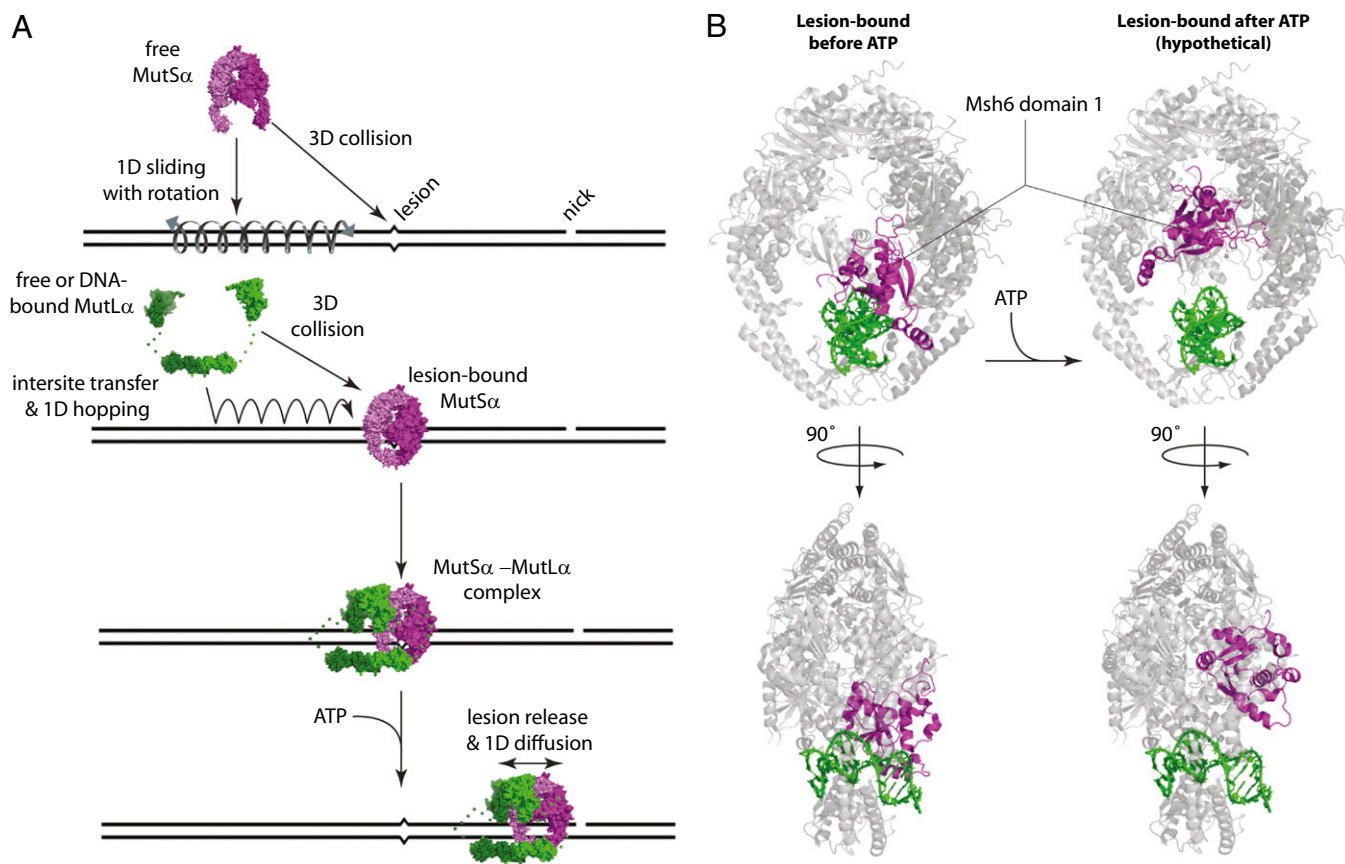 A
free
MutSα
3D collision
1D sliding
with rotation
lesion
nick
free or DNA-
bound MutLα
3D
collision
intersite transfer
& 1D hopping
lesion-bound
MutSα
MutSα –MutLα
complex
ATP
lesion release
& 1D diffusion
B
Lesion-bound
before ATP
Lesion-bound after ATP
(hypothetical)
Msh6 domain 1
ATP
90˚
90˚